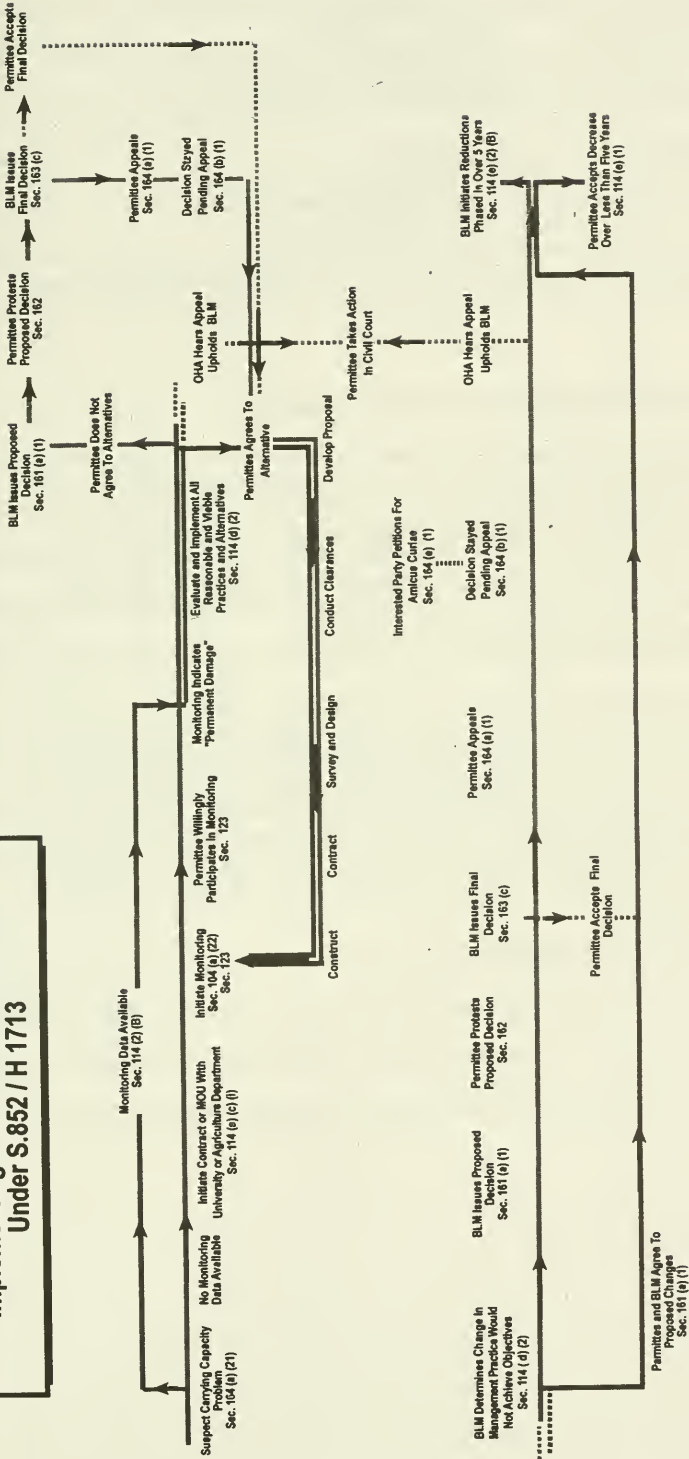 Under S.852 / H 1713
BLM Issues Proposed
Decision
Sec. 161 (a) (1)
Permittee Protests
Proposed Decision
Sec. 162
BLM Issues
Final Decision
Sec. 163 (c)
Permittee Accepts
Final Decision
Permittee Does Not
Agree To Alternatives
Permittee Appeals
Sec. 164 (a) (1)
Decision Stayed
Pending Appeal
Sec. 164 (b) (1)
OHA Hears Appeal
Upholds BLM
Monitoring Data Available
Sec. 114 (2) (B)
Suspect Carrying Capacity
Problem
Sec. 164 (a) (21)
No Monitoring
Data Available
Initiate Contract or MOU With
University or Agriculture Department
Sec. 114 (e) (c) (i)
Initiate Monitoring
Sec. 104 (a) (22)
Sec. 123
Permittee Willingly
Participates In Monitoring
Sec. 123
Monitoring Indicates
"Permanent Damage"
Evaluate and Implement All
Reasonable and Viable
Practices and Alternatives
Sec. 114 (d) (2)
Permittee Agrees To
Alternative
Construct
Contract
Survey and Design
Conduct Clearances
Develop Proposal
Permittee Takes Action
In Civil Court
Interested Party Petitions For
Amicus Curiae
Sec. 164 (e) (1)
BLM Determines Change In
Management Practice Would
Not Achieve Objectives
Sec. 114 (d) (2)
BLM Issues Proposed
Decision
Sec. 161 (a) (1)
Permittee Protests
Proposed Decision
Sec. 162
BLM Issues Final
Decision
Sec. 163 (c)
Permittee Appeals
Sec. 164 (a) (1)
Decision Stayed
Pending Appeal
Sec. 164 (b) (1)
OHA Hears Appeal
Upholds BLM
BLM Initiates Reductions
Phased In Over 5 Years
Sec. 114 (e) (2) (B)
Permittee Accepts Decrease
Over Less Than Five Years
Sec. 114 (e) (1)
Permittee Accepts Final
Decision
Permittee and BLM Agree To
Proposed Changes
Sec. 161 (e) (1)